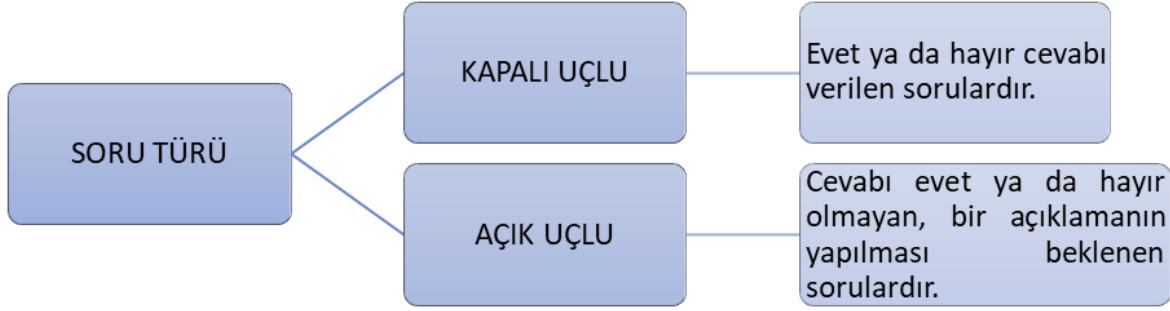 SORU TÜRÜ
KAPALI UÇLU
Evet ya da hayır cevabı
verilen sorulardır.
AÇIK UÇLU
Cevabı evet ya da hayır
olmayan, bir açıklamanın
yapılması beklenen
sorulardır.